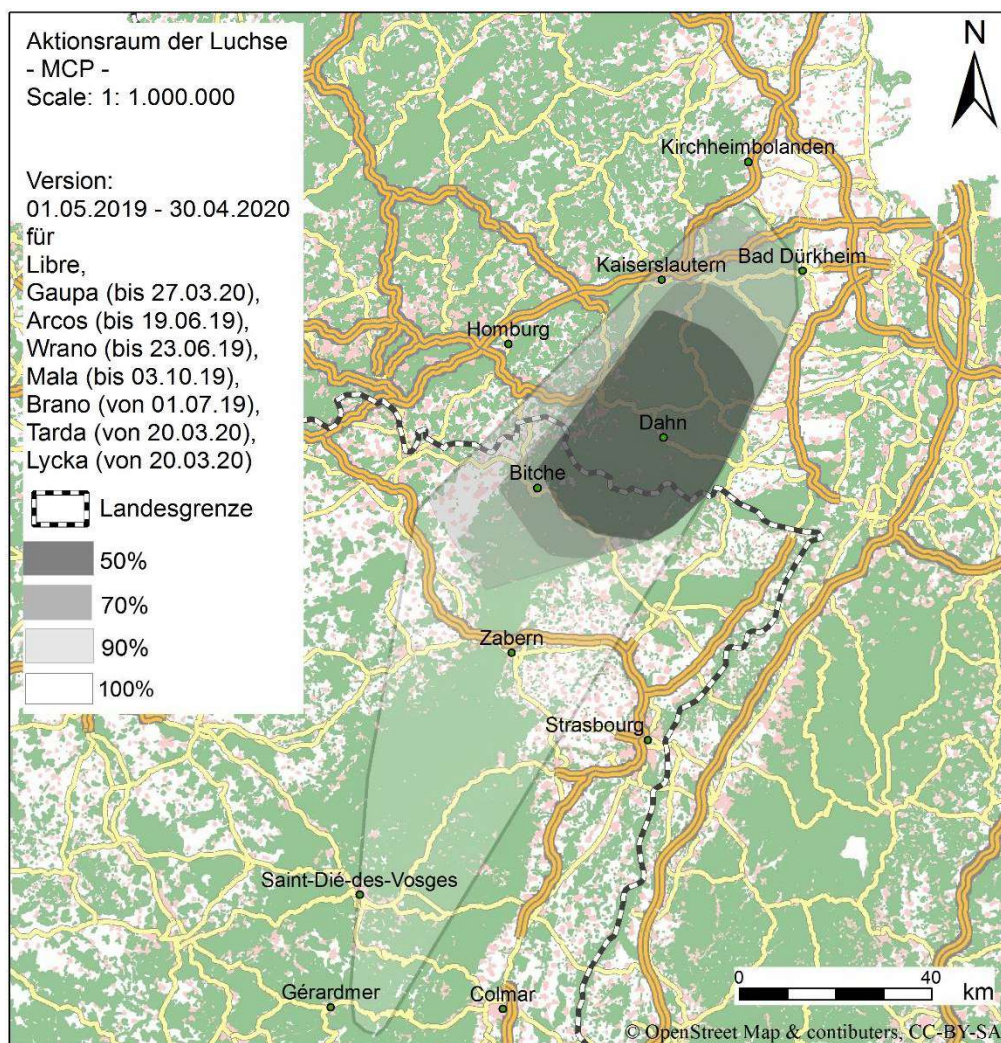 Aktionsraum der Luchse
- MCP -
Scale: 1: 1.000.000
Version:
01.05.2019 - 30.04.2020
für
Libre,
Gaupa (bis 27.03.20),
Arcos (bis 19.06.19),
Wrano (bis 23.06.19),
Mala (bis 03.10.19),
Brano (von 01.07.19),
Tarda (von 20.03.20),
Lycka (von 20.03.20)
Landesgrenze
50%
70%
90%
100%
N
Kirchheimbolanden
Kaiserslautern
Bad Dürkheim
Homburg
Dahn
Bitche
Zabern
Strasbourg
Saint-Dié-des-Vosges
Gérardmer
Colmar
0 40
km
© OpenStreet Map & contibuters, CC-BY-SA